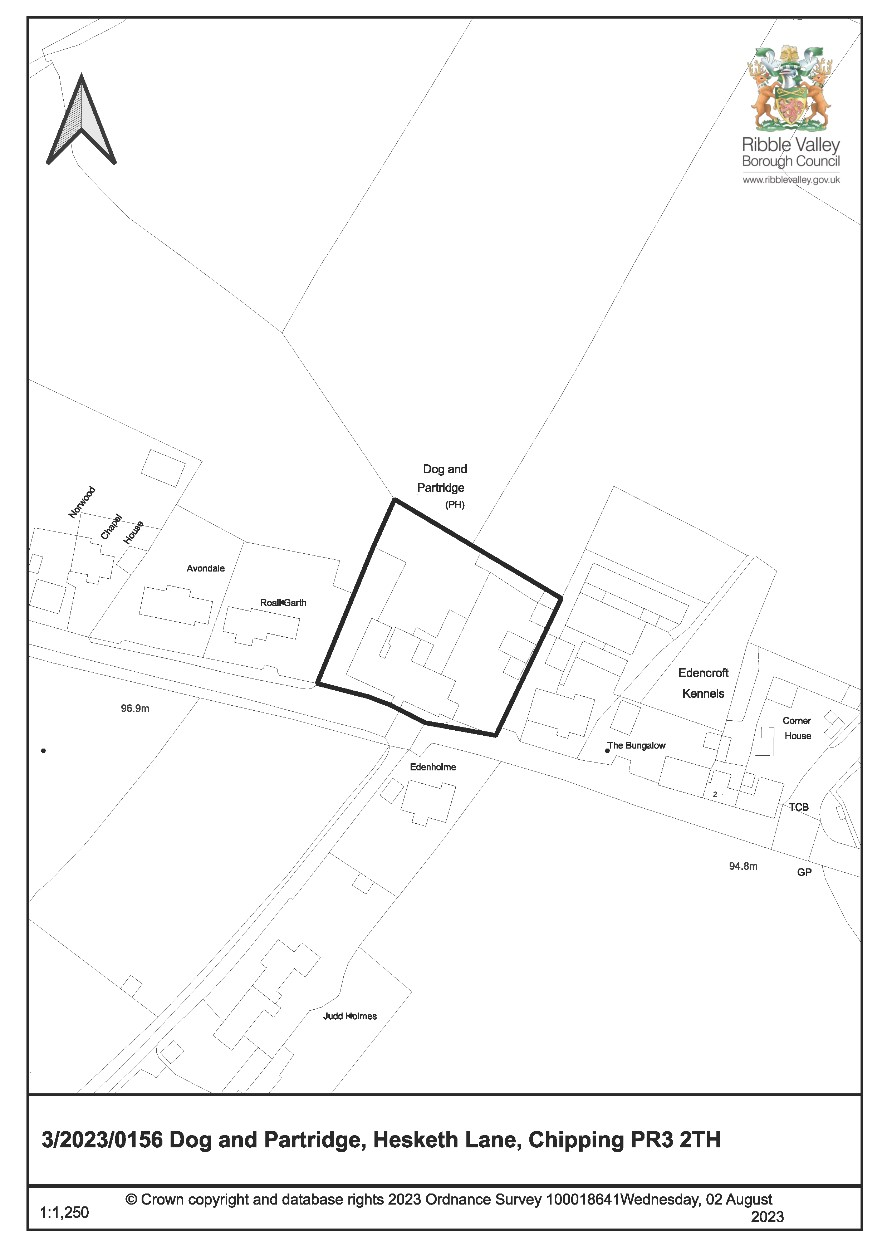 Ribble Valley
Borough Council
www.ribblevalley.gov.uk
Dog and
Partridge
(PH)
Norwood
Chapel
House
Avondale
Roall Garth
Edencroft
Kennels
96.9m
Corner
House
The Bungalow
Edenholme
2
TCB
94.8m
GP
Judd Holmes
3/2023/0156 Dog and Partridge, Hesketh Lane, Chipping PR3 2TH
© Crown copyright and database rights 2023 Ordnance Survey 100018641Wednesday, 02 August
2023
1:1,250